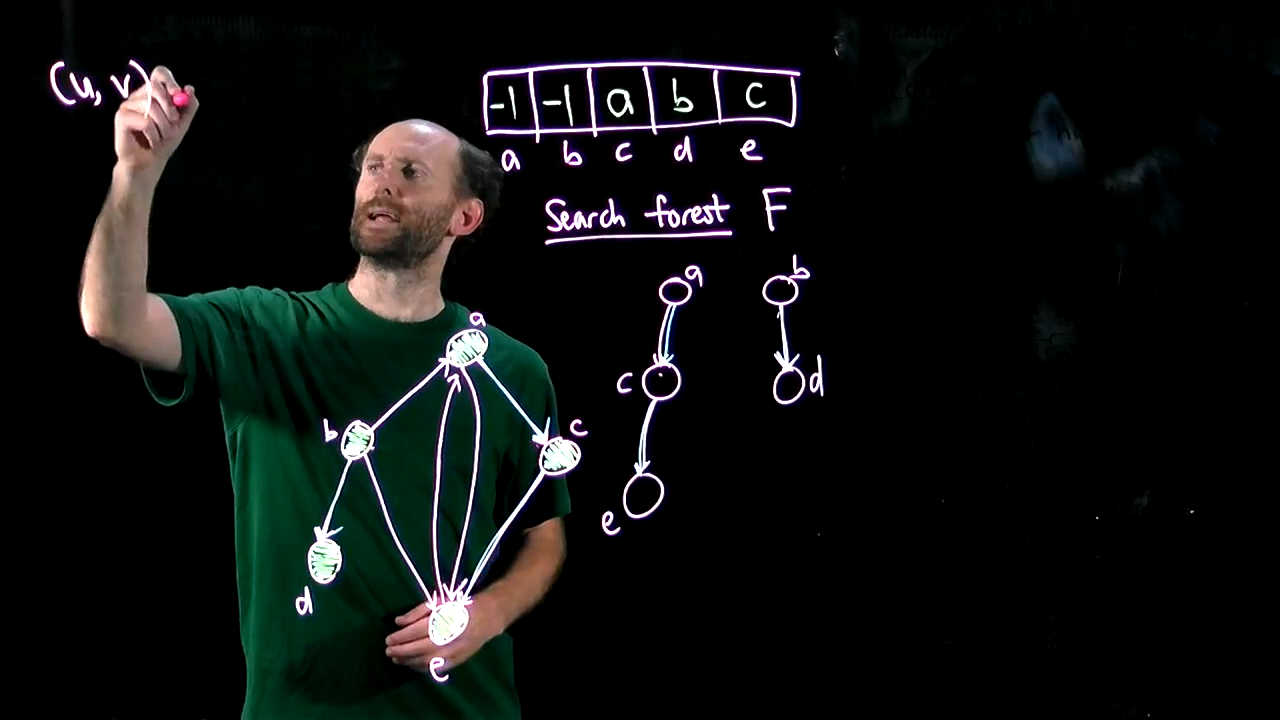 (u, v)
-1 -1 a b c
a b c d e
Search forest F
a b
c d
e
a
b c
d
e